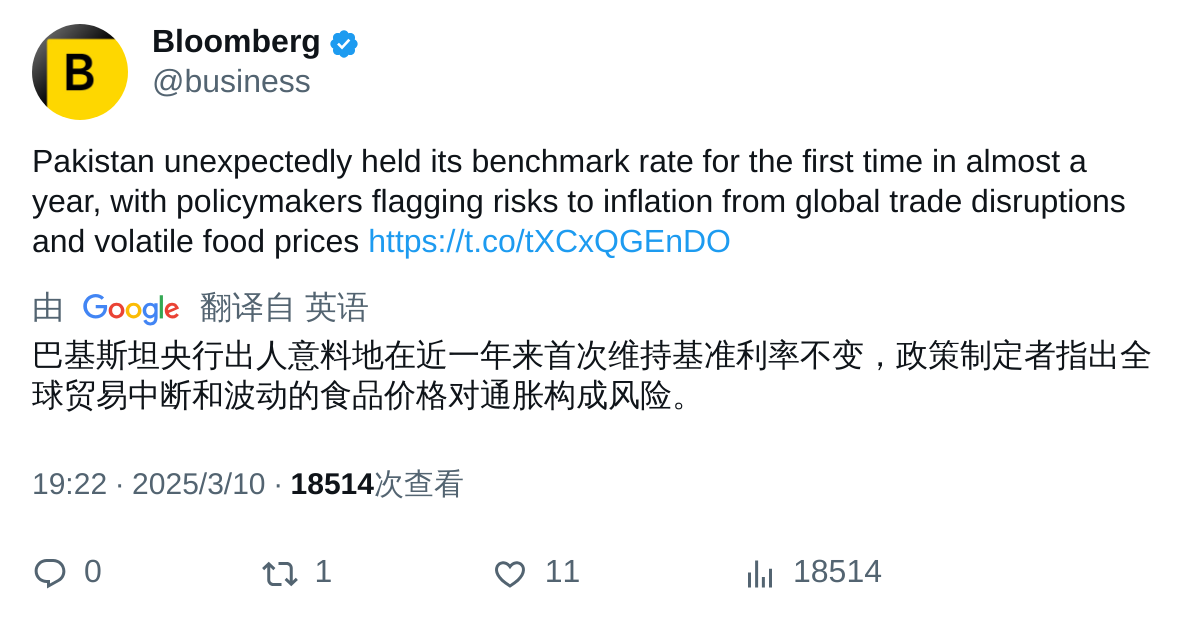 B
Bloomberg
@business
Pakistan unexpectedly held its benchmark rate for the first time in almost a
year, with policymakers flagging risks to inflation from global trade disruptions
and volatile food prices https://t.co/tXCxQGEnDO
由 Google 翻译自 英语
巴基斯坦央行出人意料地在近一年来首次维持基准利率不变，政策制定者指出全
球贸易中断和波动的食品价格对通胀构成风险。
19:22 · 2025/3/10 · 18514次查看
0 1 11 18514